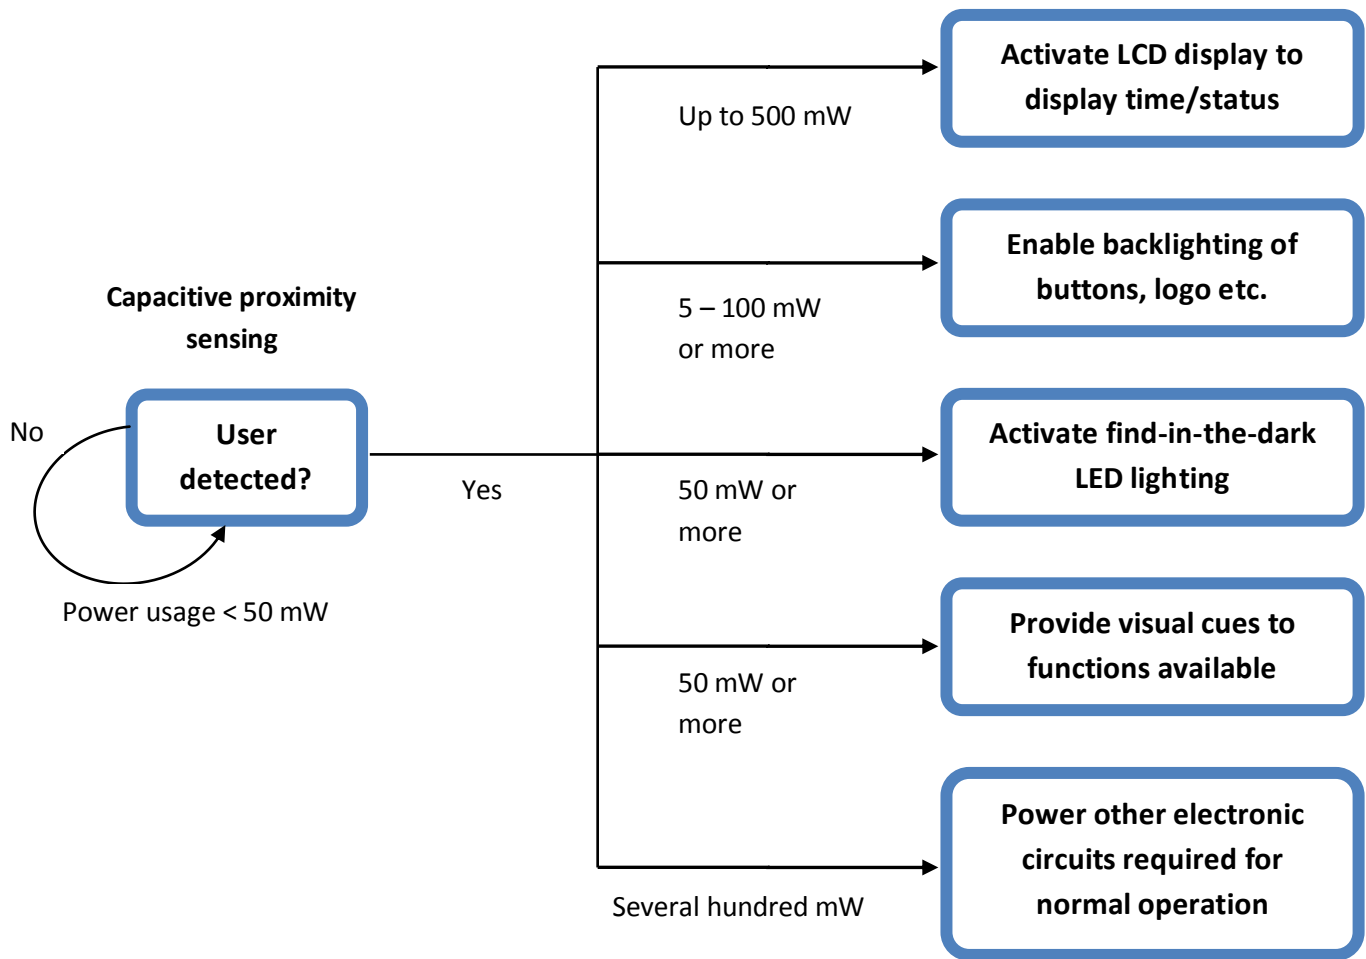 Capacitive proximity
sensing
No
User
detected?
Power usage < 50 mW
Yes
Up to 500 mW
Activate LCD display to
display time/status
5 – 100 mW
or more
Enable backlighting of
buttons, logo etc.
50 mW or
more
Activate find-in-the-dark
LED lighting
50 mW or
more
Provide visual cues to
functions available
Several hundred mW
Power other electronic
circuits required for
normal operation